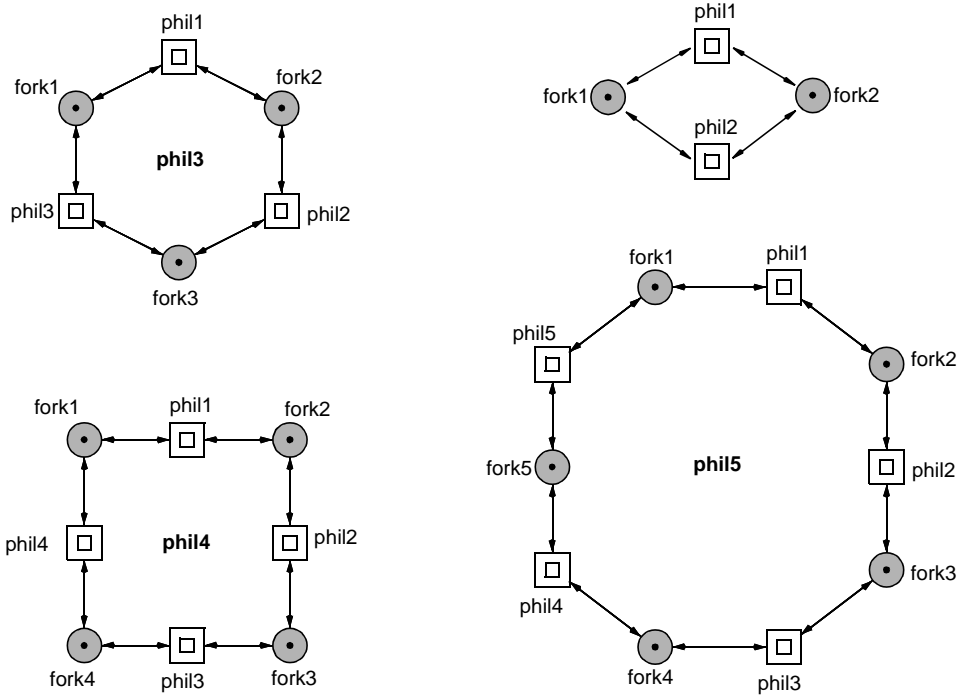 phil1
fork1
fork2
phil3
phil3
phil2
fork3
phil1
fork1
fork2
phil2
fork1
phil1
fork2
phil4
phil4
phil2
fork4
phil3
fork3
fork1
phil1
phil5
fork2
fork5
phil5
phil2
phil4
fork3
fork4
phil3